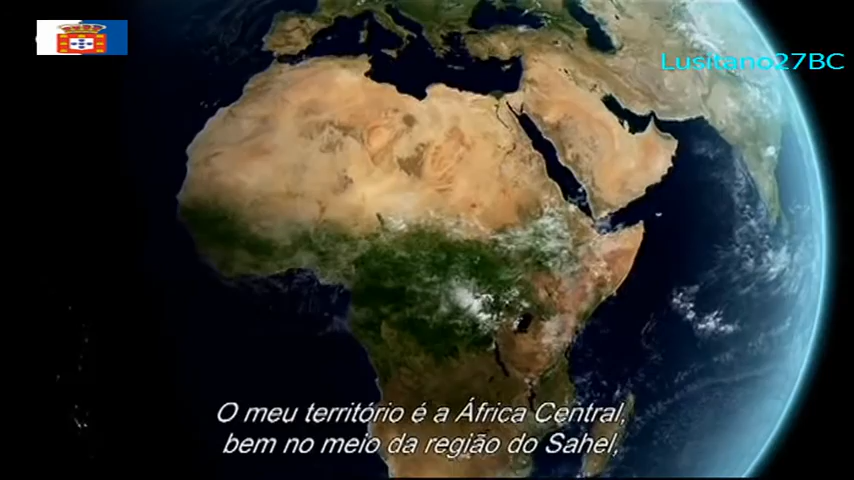 Lusitano27BC
O meu território é a África Central,
bem no meio da região do Sahel,